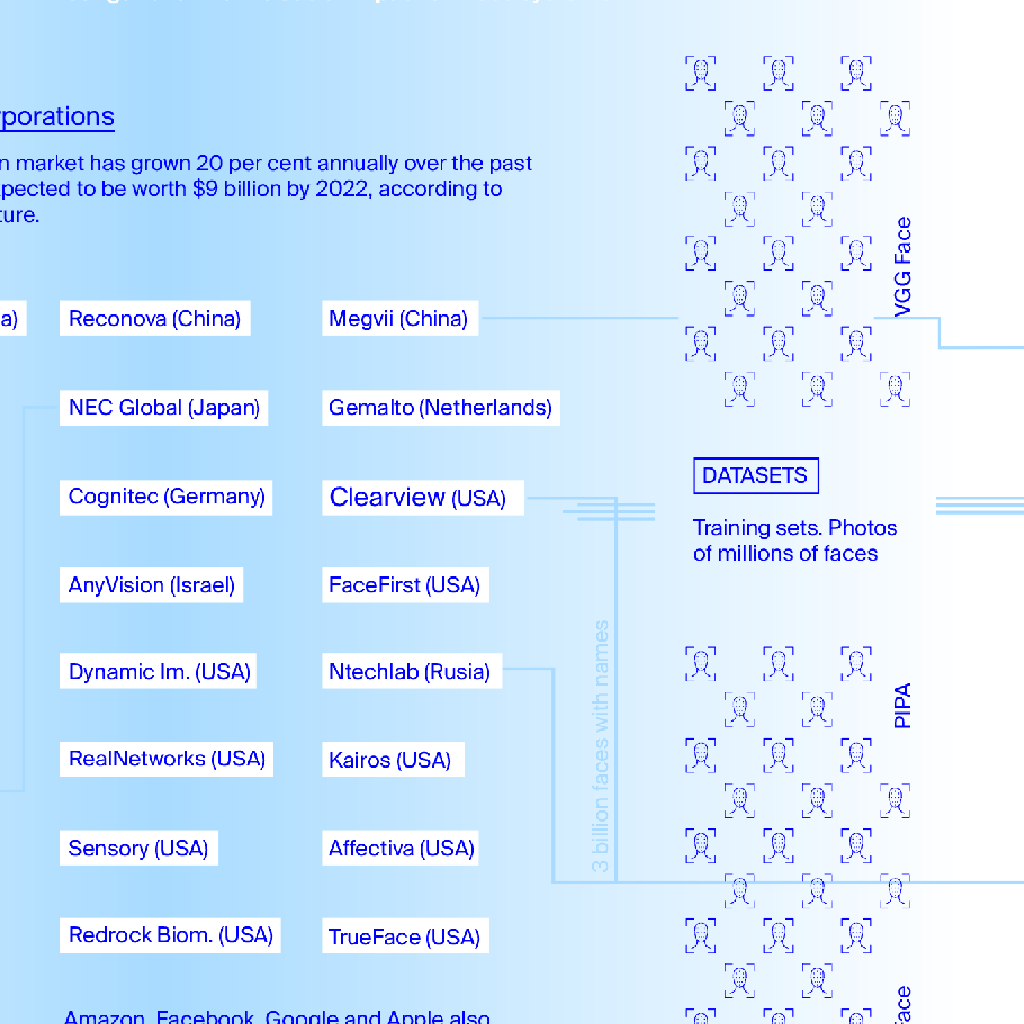 porations
n market has grown 20 per cent annually over the past
pected to be worth $9 billion by 2022, according to
ture.
a)
Reconova (China)
Megvii (China)
NEC Global (Japan)
Gemalto (Netherlands)
Cognitec (Germany)
Clearview (USA)
AnyVision (Israel)
FaceFirst (USA)
Dynamic Im. (USA)
Ntechlab (Rusia)
RealNetworks (USA)
Kairos (USA)
Sensory (USA)
Affectiva (USA)
Redrock Biom. (USA)
TrueFace (USA)
Amazon, Facebook, Google and Apple also
3 billion faces with names
VGG Face
DATASETS
Training sets. Photos
of millions of faces
PIPA
ace